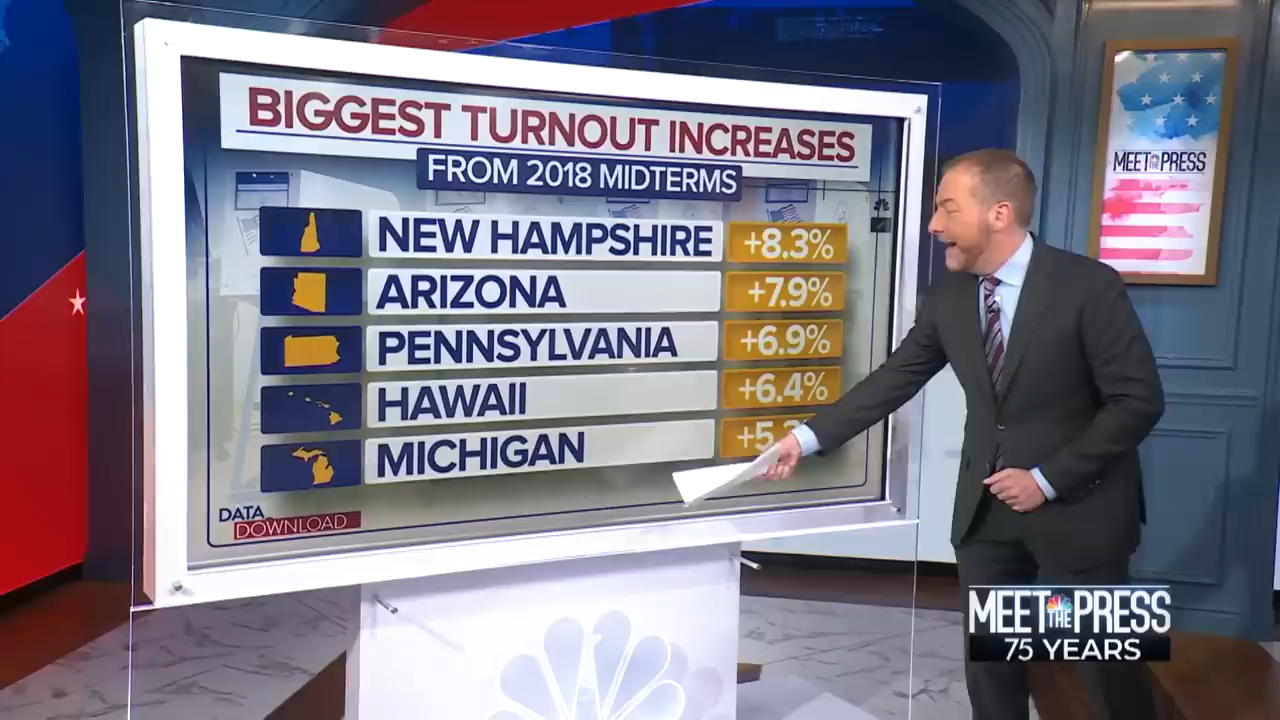 BIGGEST TURNOUT INCREASES
FROM 2018 MIDTERMS
NEW HAMPSHIRE +8.3%
ARIZONA +7.9%
PENNSYLVANIA +6.9%
HAWAII +6.4%
MICHIGAN
DATA
DOWNLOAD
MEET THE PRESS
MEET THE PRESS
75 YEARS